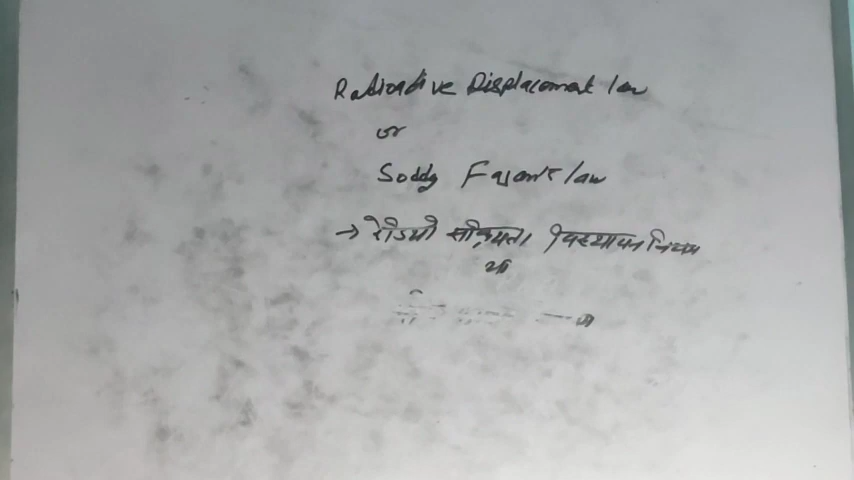 Radioactive Displacement law
or
Soddy Fajan's law
→ रेडियो सक्रियता विस्थापन नियम
या